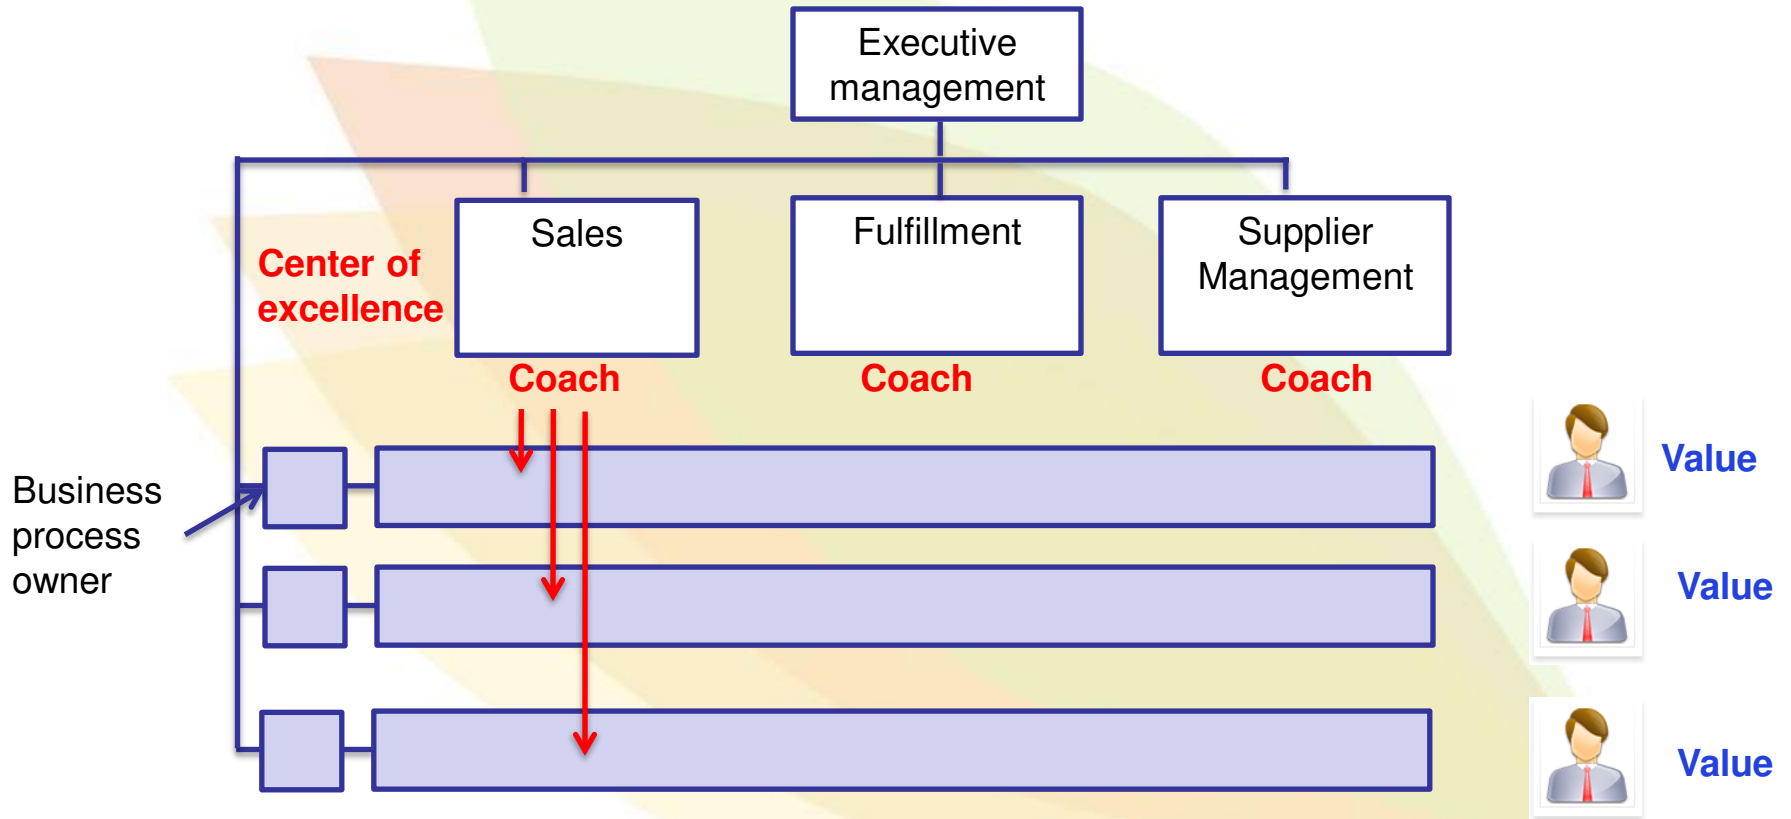 Executive
management
Sales
Fulfillment
Supplier
Management
Center of
excellence
Coach
Coach
Coach
Business
process
owner
Value
Value
Value